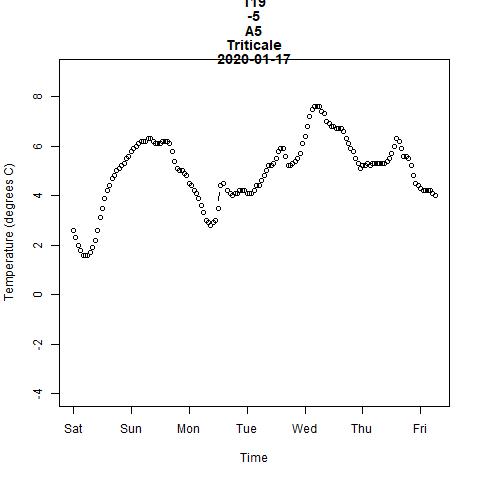 T19
-5
A5
Triticale
2020-01-17
8
6
4
2
0
-2
-4
Temperature (degrees C)
Sat Sun Mon Tue Wed Thu Fri
Time